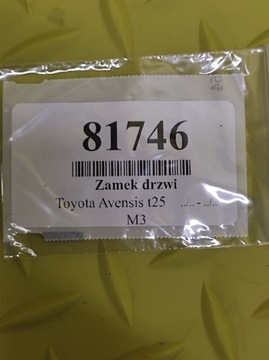 81746
Zamek drzwi
Toyota Avensis t25 ../.. - ../..
M3